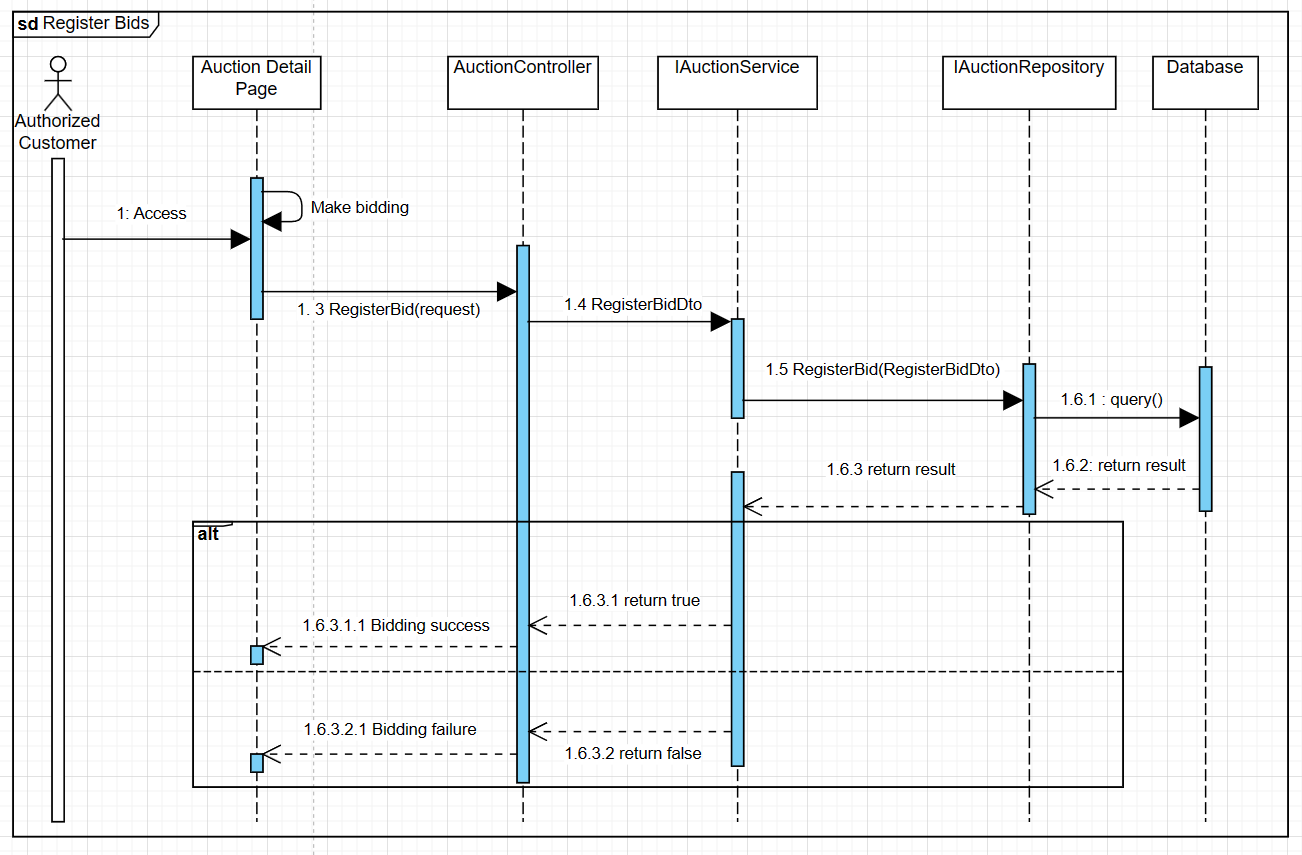 sd Register Bids
Auction Detail
Page
AuctionController
IAuctionService
IAuctionRepository
Database
Authorized
Customer
1: Access
Make bidding
1. 3 RegisterBid(request)
1.4 RegisterBidDto
1.5 RegisterBid(RegisterBidDto)
1.6.1 : query()
1.6.2: return result
1.6.3 return result
alt
1.6.3.1 return true
1.6.3.1.1 Bidding success
1.6.3.2.1 Bidding failure
1.6.3.2 return false